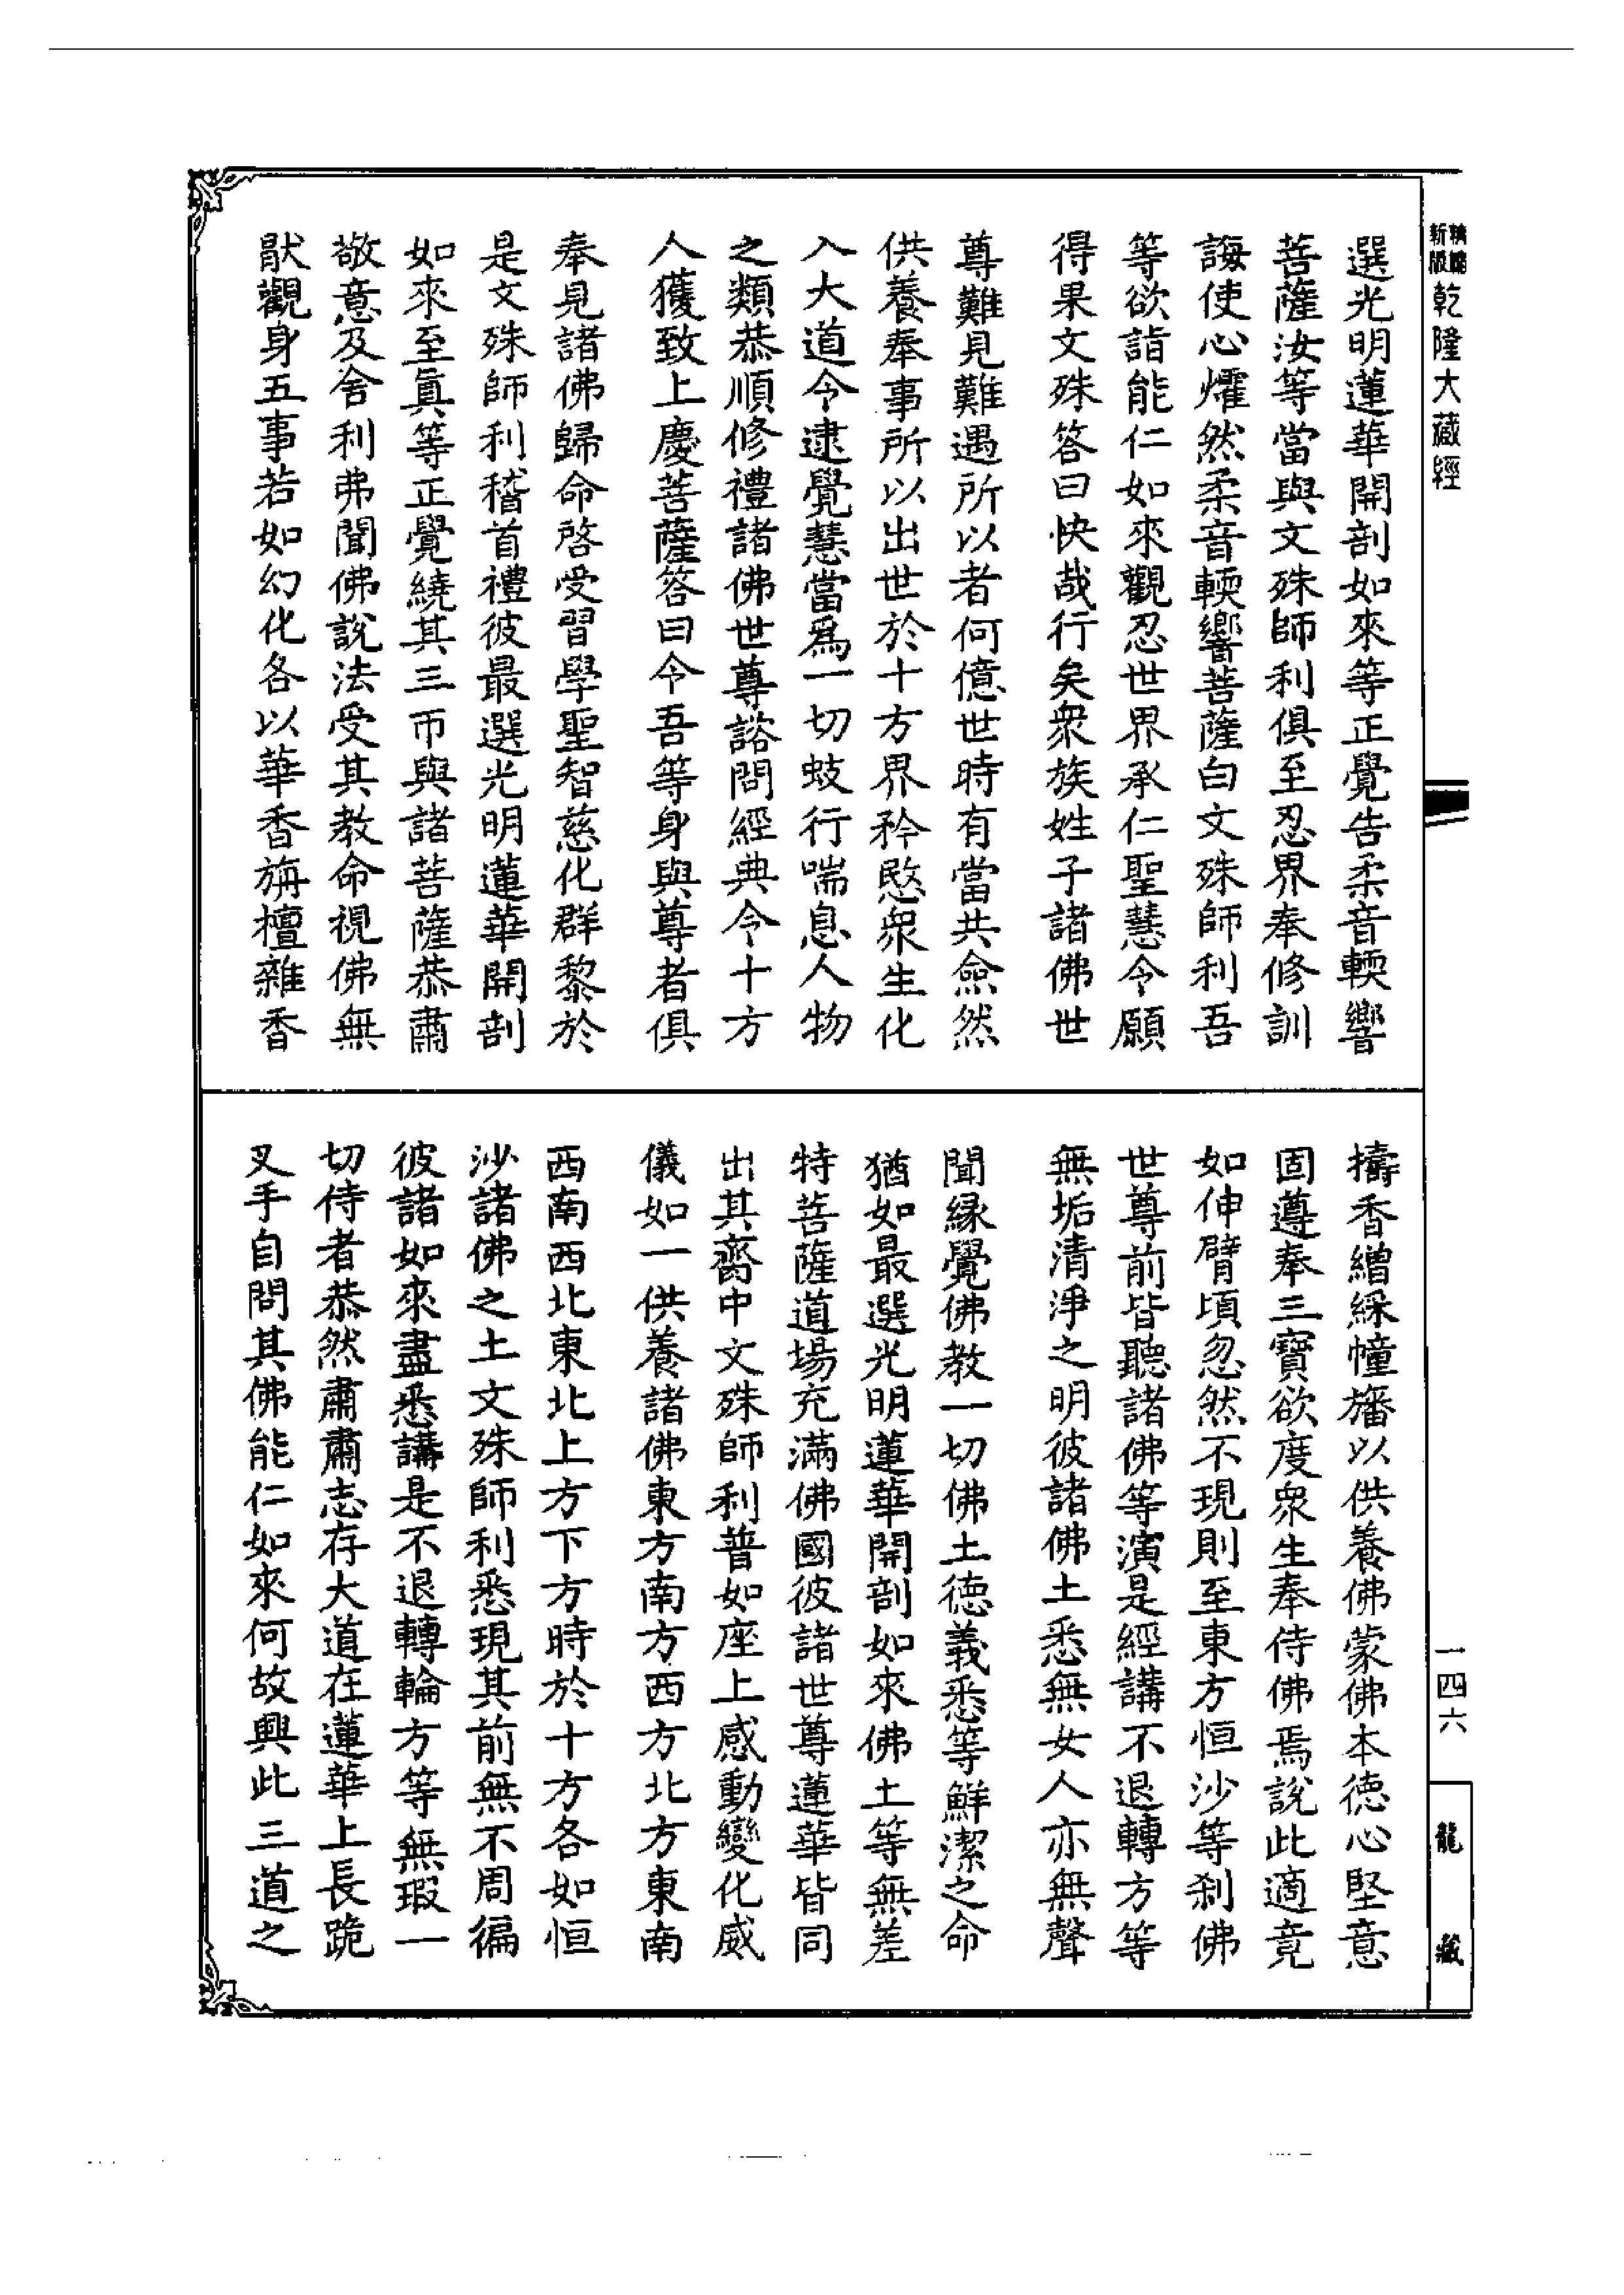 新版 精縮 乾隆大藏經
選光明蓮華開剖如來等正覺告柔音輭響
菩薩汝等當與文殊師利俱至忍界奉修訓
誨使心燿然柔音輭響菩薩白文殊師利吾
等欲詣能仁如來觀忍世界承仁聖慧令願
得果文殊答曰快哉行矣衆族姓子諸佛世
尊難見難遇所以者何億世時有當共僉然
供養奉事所以出世於十方界矜愍衆生化
入大道令逮覺慧當爲一切蚑行喘息人物
之類恭順修禮諸佛世尊諮問經典令十方
人獲致上慶菩薩答曰令吾等身與尊者俱
奉見諸佛歸命啓受習學聖智慈化群黎於
是文殊師利稽首禮彼最選光明蓮華開剖
如來至眞等正覺繞其三帀與諸菩薩恭肅
敬意及舍利弗聞佛說法受其教命視佛無
猒觀身五事若如幻化各以華香旃檀雜香
擣香繒綵幢旛以供養佛蒙佛本德心堅意
固遵奉三寶欲度衆生奉侍佛焉說此適竟
如伸臂頃忽然不現則至東方恒沙等刹佛
世尊前皆聽諸佛等演是經講不退轉方等
無垢清淨之明彼諸佛土悉無女人亦無聲
聞緣覺佛教一切佛土德義悉等鮮潔之命
猶如最選光明蓮華開剖如來佛土等無差
特菩薩道場充滿佛國彼諸世尊蓮華皆同
出其齎中文殊師利普如座上感動變化威
儀如一供養諸佛東方南方西方北方東南
西南西北東北上方下方時於十方各如恒
沙諸佛之土文殊師利悉現其前無不周徧
彼諸如來盡悉講是不退轉輪方等無瑕一
切侍者恭然肅肅志存大道在蓮華上長跪
叉手自問其佛能仁如來何故興此三道之
一四六
龍藏